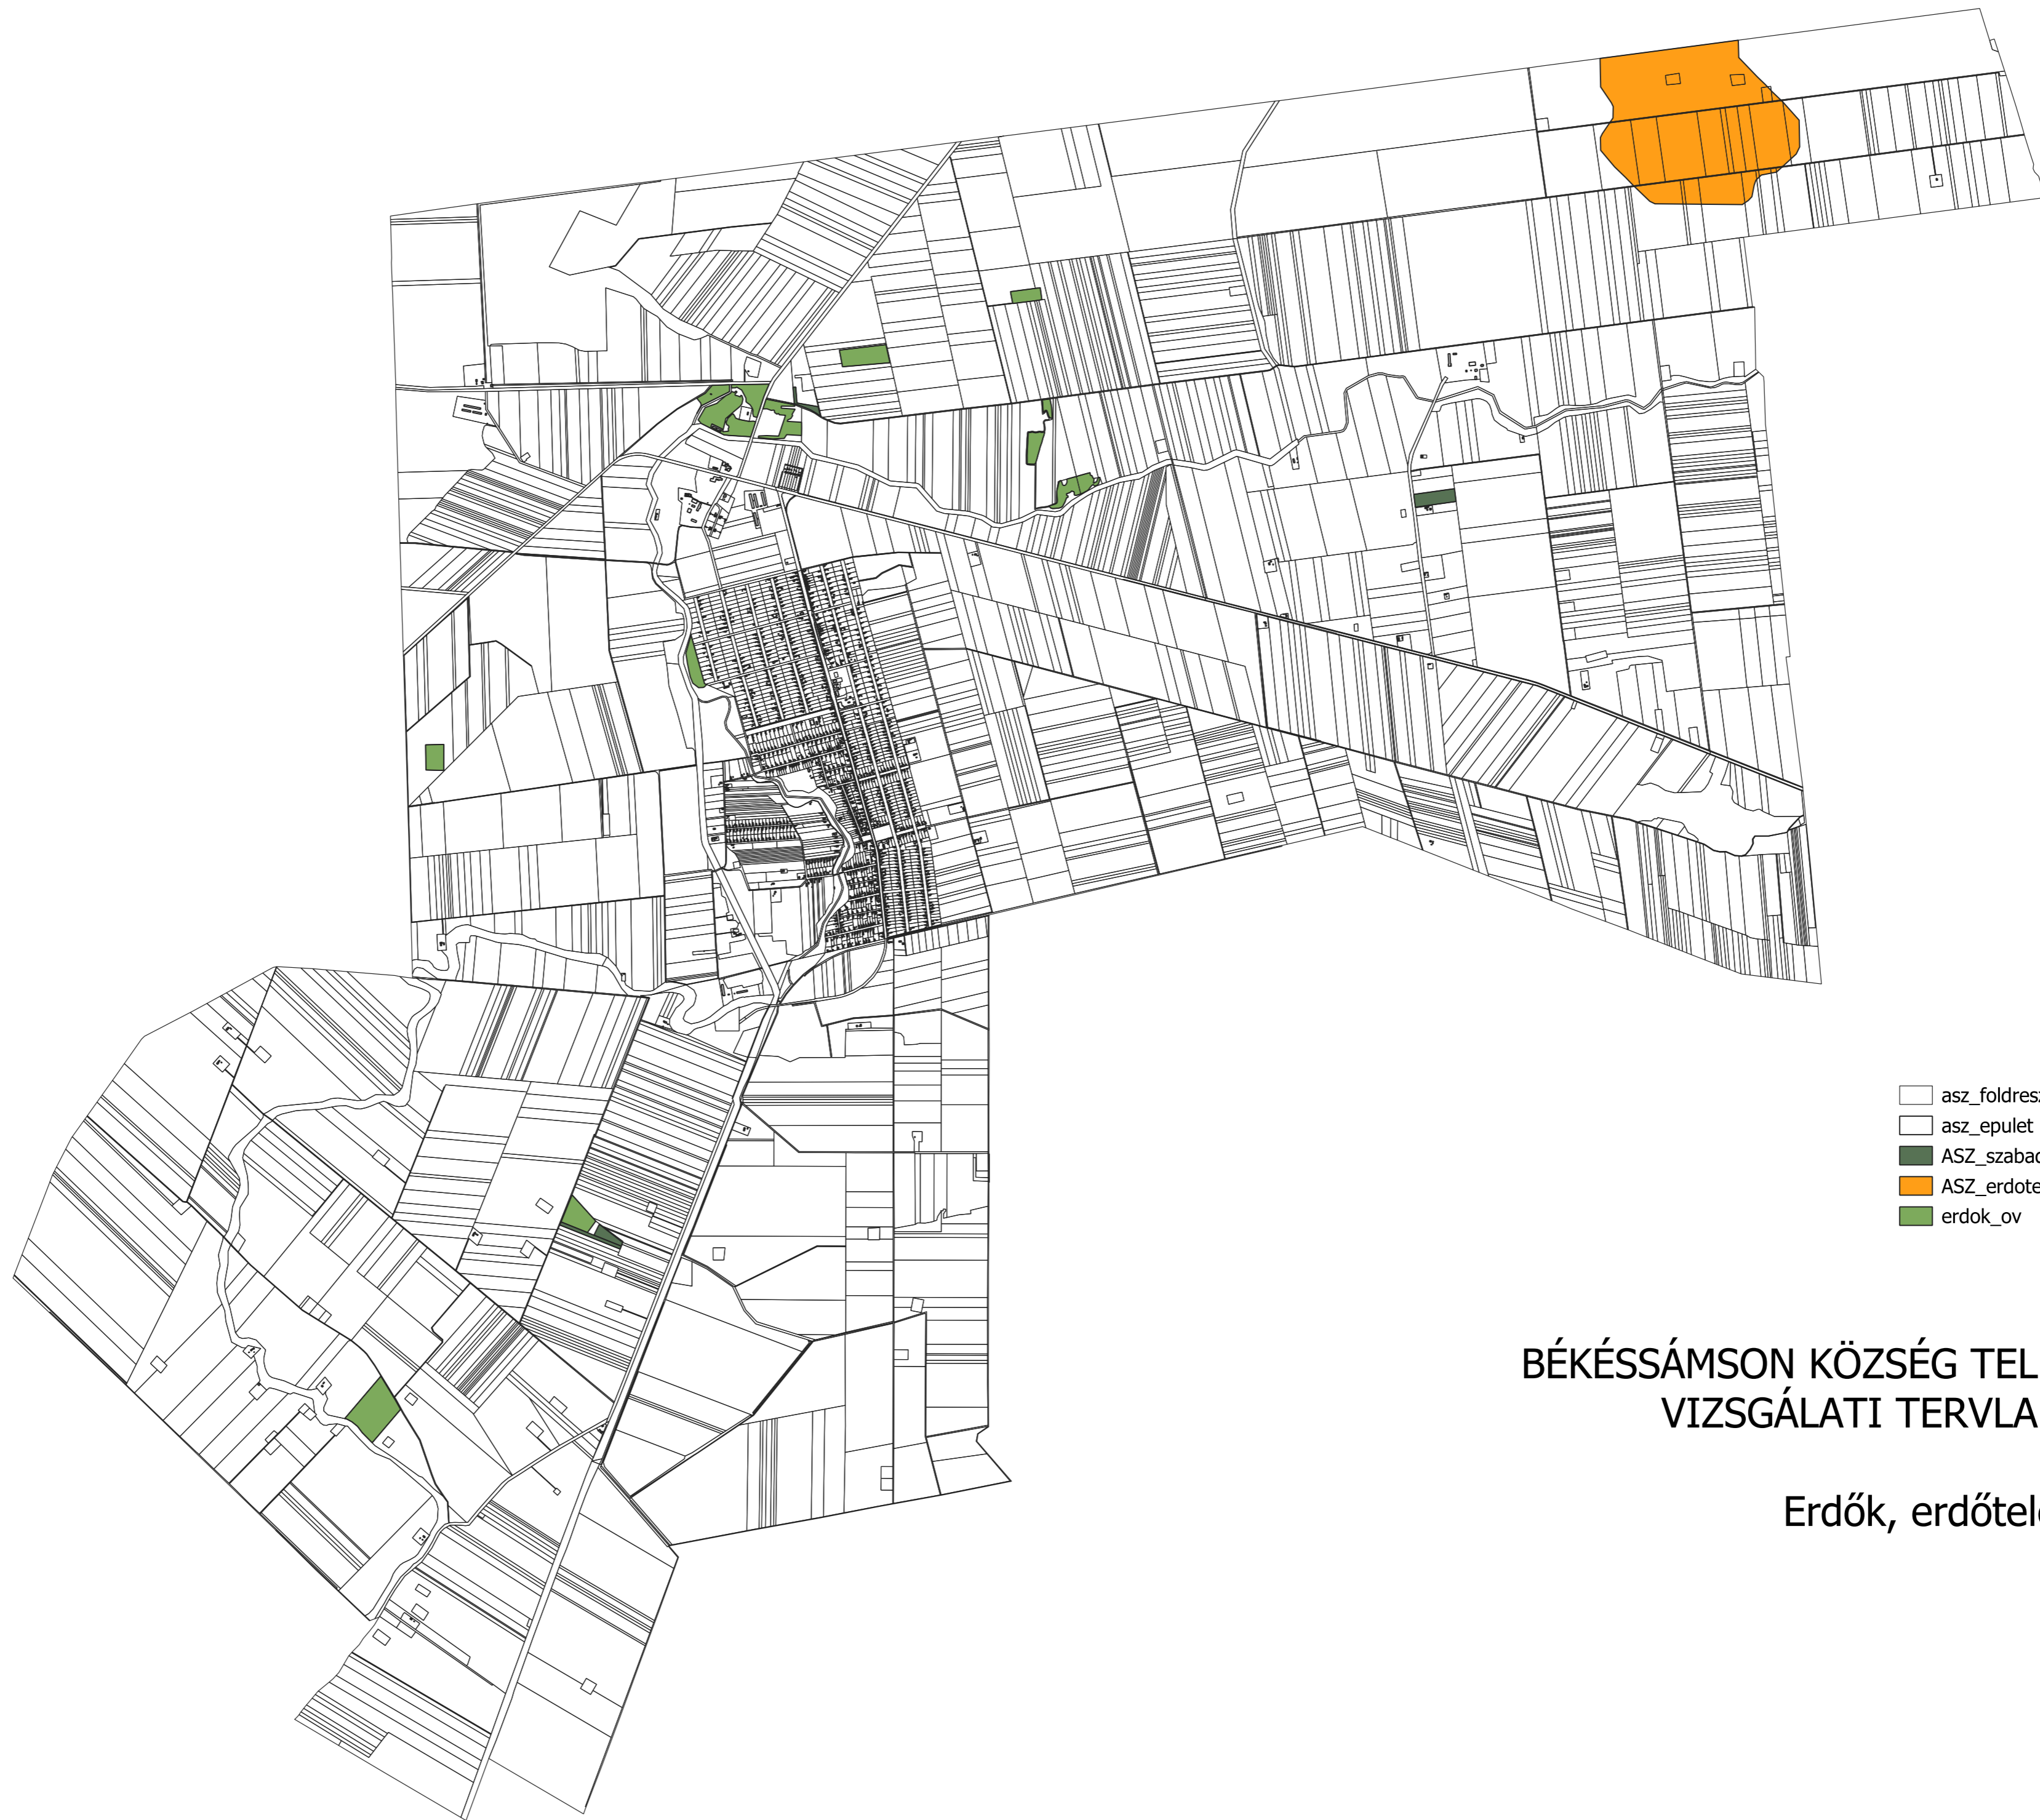 asz_foldresz
asz_epulet
ASZ_szabad
ASZ_erdote
erdok_ov
BÉKÉSSÁMSON KÖZSÉG TEL
VIZSGÁLATI TERVLA
Erdők, erdőtel